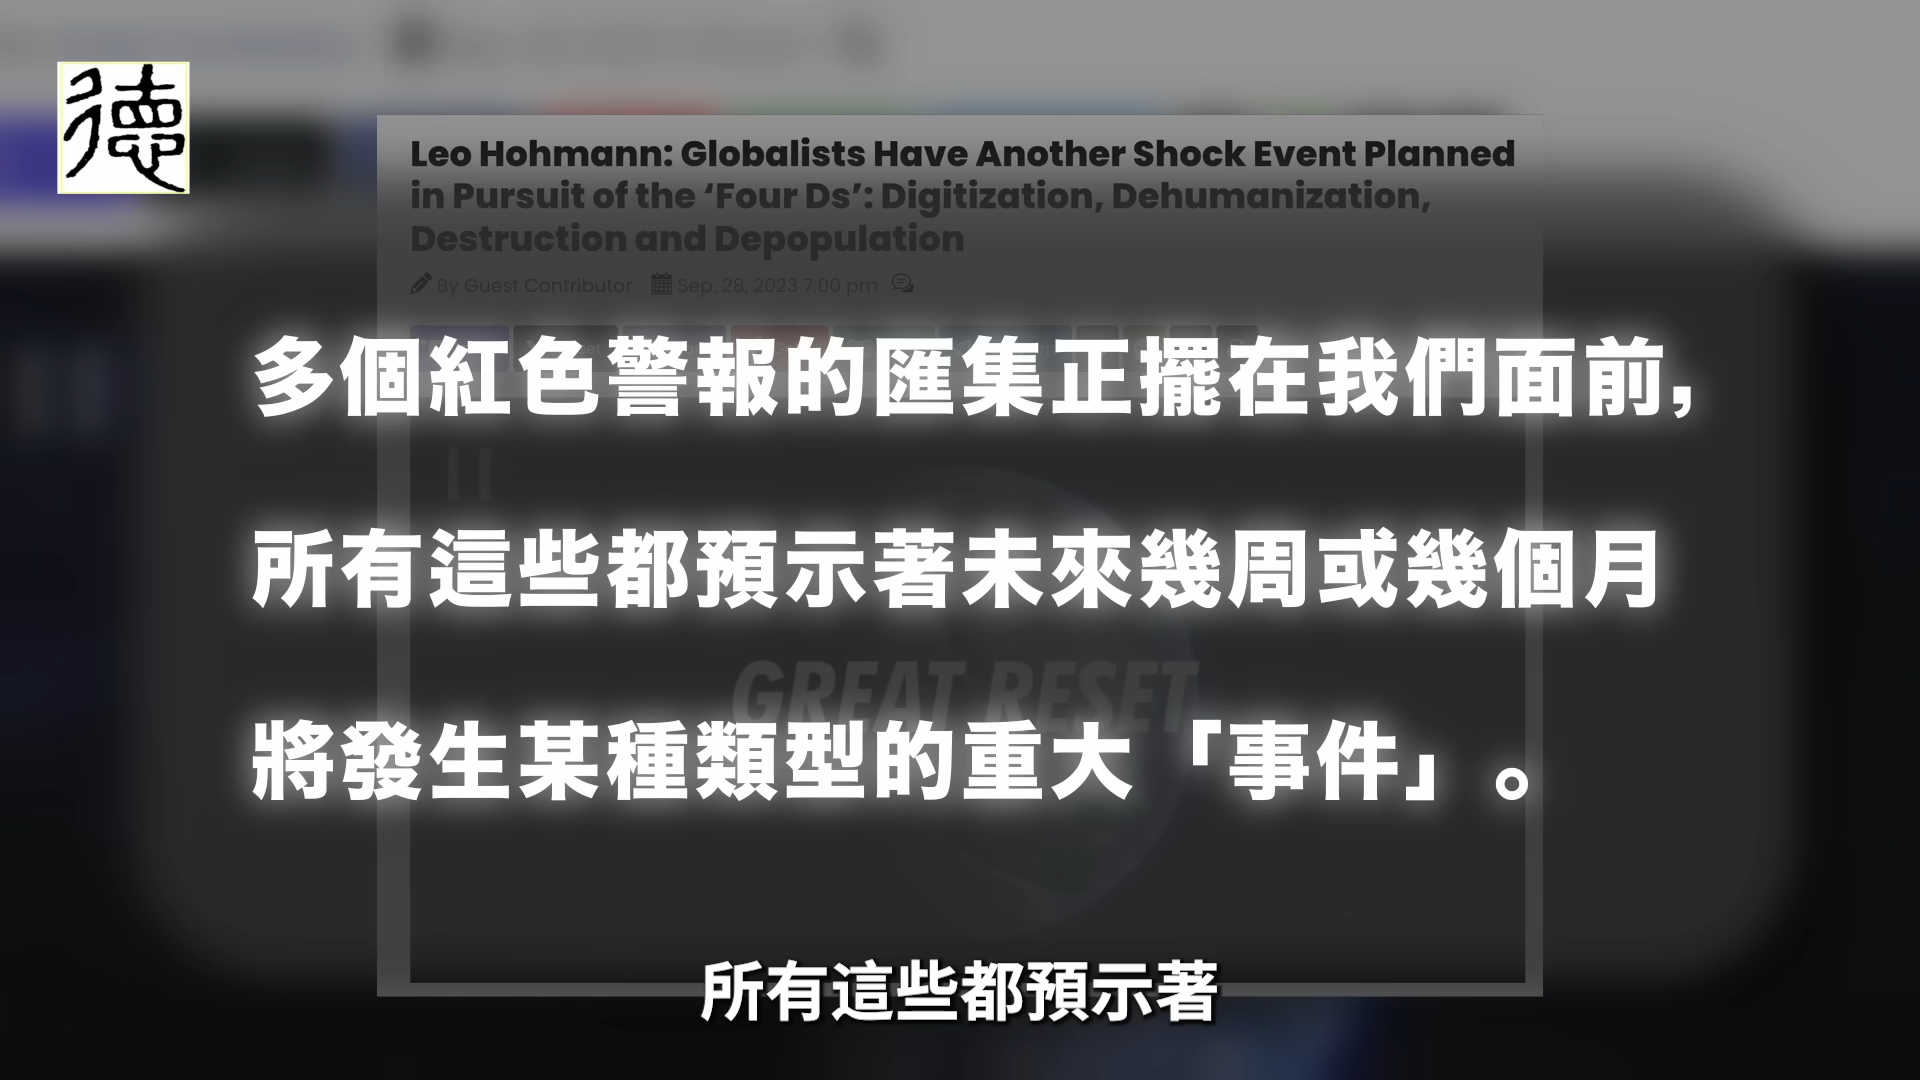 德
Leo Hohmann: Globalists Have Another Shock Event Planned
in Pursuit of the ‘Four Ds’: Digitization, Dehumanization,
Destruction and Depopulation
By Guest Contributor Sep. 28, 2023 7:00 pm
多個紅色警報的匯集正擺在我們面前,
所有這些都預示著未來幾周或幾個月
GREAT RESET
將發生某種類型的重大「事件」。
所有這些都預示著